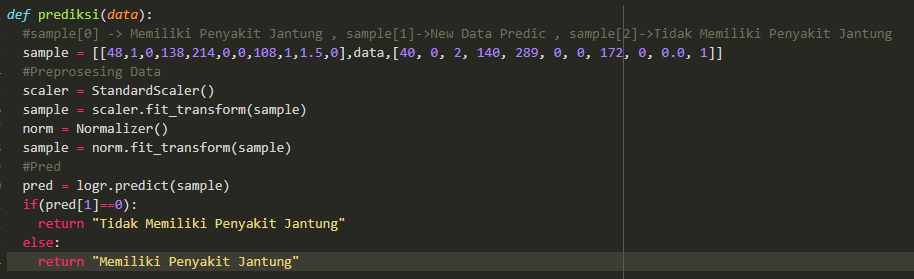 def prediksi(data):
  #sample[0] -> Memiliki Penyakit Jantung , sample[1]->New Data Predic , sample[2]->Tidak Memiliki Penyakit Jantung
  sample = [[48,1,0,138,214,0,0,108,1,1.5,0],data,[40, 0, 2, 140, 289, 0, 0, 172, 0, 0.0, 1]]
  #Preprosesing Data
  scaler = StandardScaler()
  sample = scaler.fit_transform(sample)
  norm = Normalizer()
  sample = norm.fit_transform(sample)
  #Pred
  pred = logr.predict(sample)
  if(pred[1]==0):
    return "Tidak Memiliki Penyakit Jantung"
  else:
    return "Memiliki Penyakit Jantung"